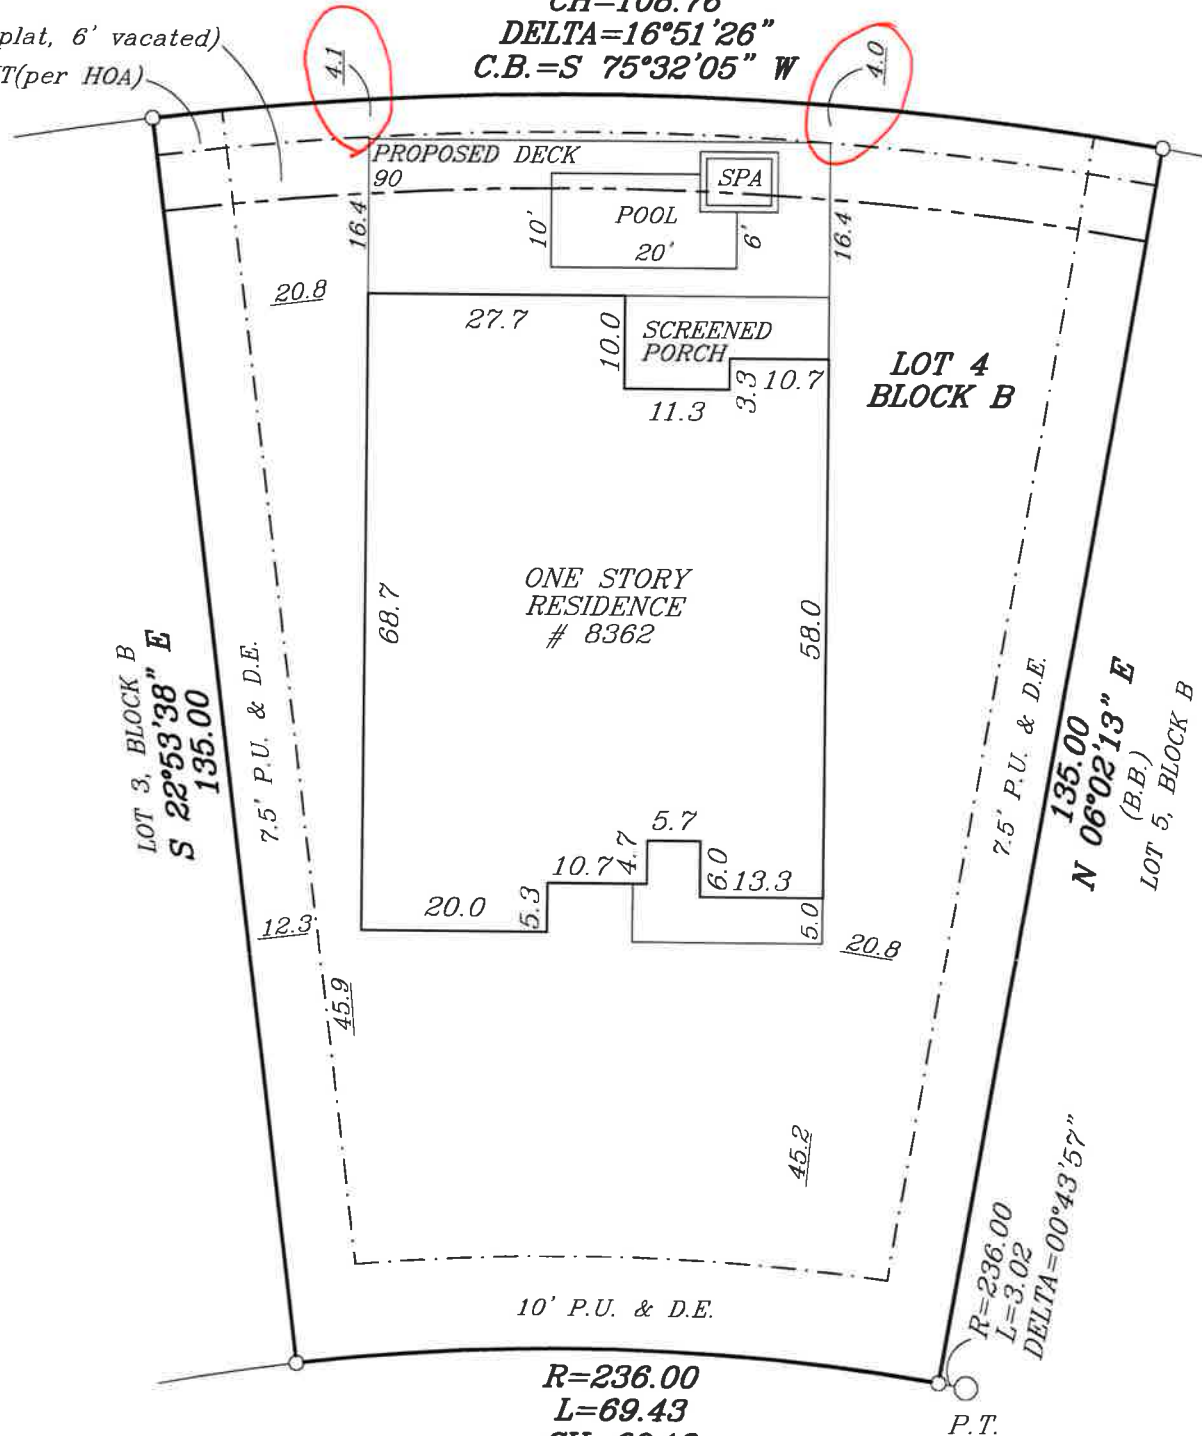 DELTA=16°51'26"
C.B.=S 75°32'05" W
plat, 6' vacated)
T(per HOA)
4.1
4.0
PROPOSED DECK
90
SPA
POOL
10'
20'
6'
16.4
16.4
20.8
27.7
10.0
SCREENED
PORCH
3.3
10.7
11.3
LOT 4
BLOCK B
ONE STORY
RESIDENCE
# 8362
68.7
58.0
LOT 3, BLOCK B
S 22°53'38" E
135.00
7.5' P.U. & D.E.
7.5' P.U. & D.E.
135.00
N 06°02'13" E
(B.B.)
LOT 5, BLOCK B
5.7
10.7
4.7
6.0
13.3
20.0
5.3
5.0
12.3
20.8
45.9
45.2
10' P.U. & D.E.
R=236.00
L=3.02
DELTA=00°43'57"
R=236.00
L=69.43
P.T.